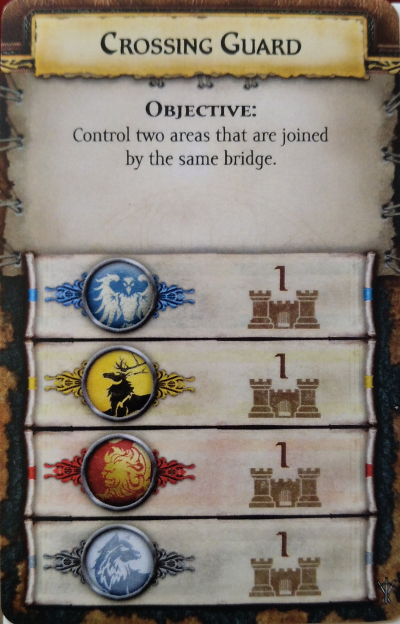 Crossing Guard
Objective:
Control two areas that are joined
by the same bridge.
1
1
1
1